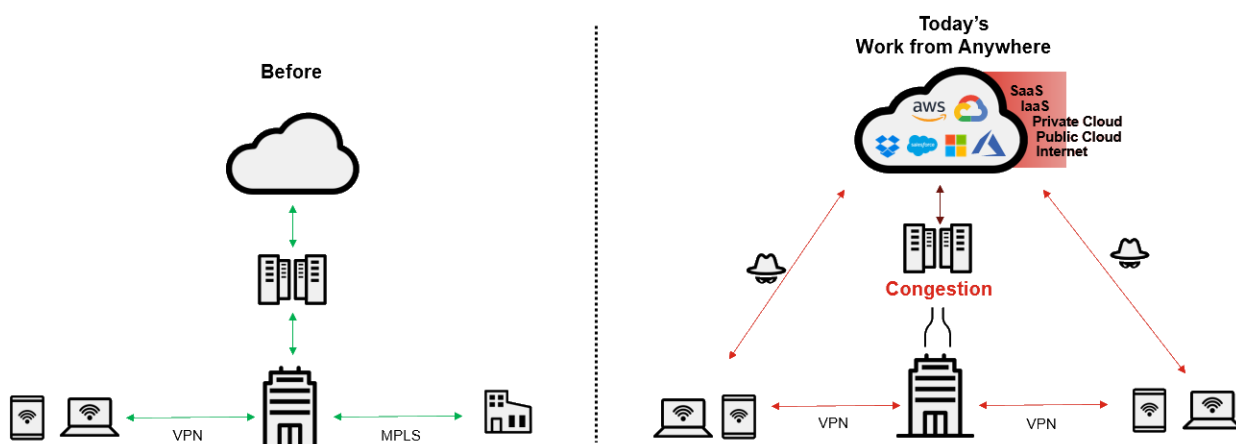 Before
VPN
MPLS
Today's
Work from Anywhere
aws
salesforce
SaaS
IaaS
Private Cloud
Public Cloud
Internet
Congestion
VPN
VPN